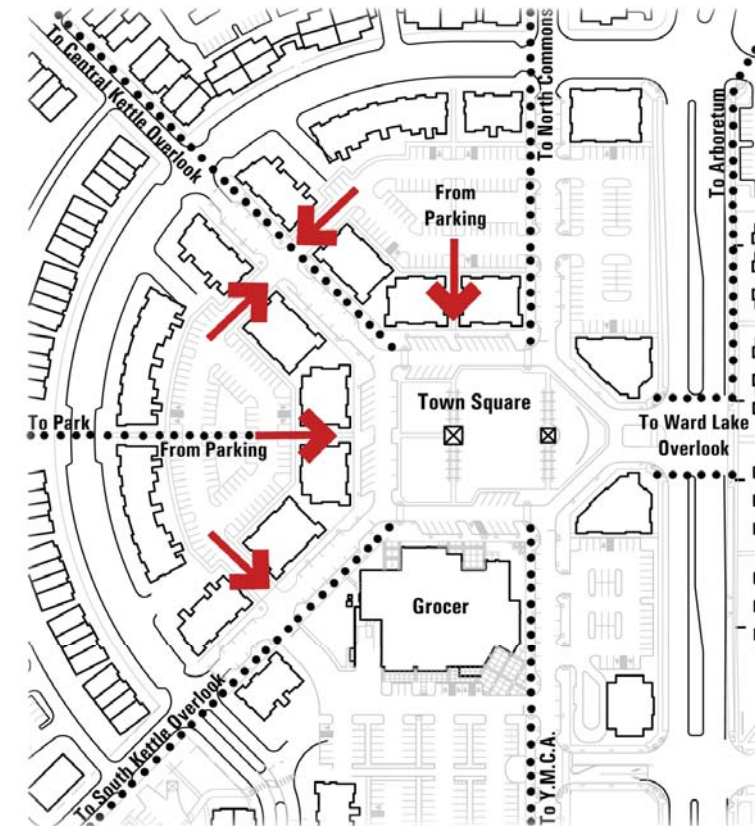 To Central Kettle Overlook
To North Commons
To Arboretum
From
Parking
Town Square
To Park
From Parking
To Ward Lake
Overlook
Grocer
To South Kettle Overlook
To Y.M.C.A.